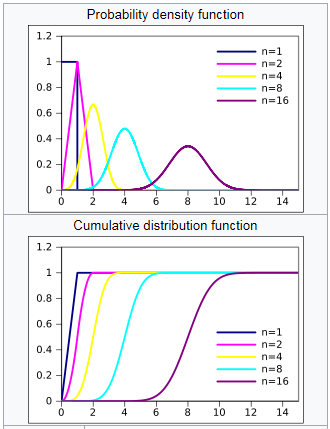 Probability density function
1.2
1
0.8
0.6
0.4
0.2
0
0 2 4 6 8 10 12 14
n=1
n=2
n=4
n=8
n=16
Cumulative distribution function
1.2
1
0.8
0.6
0.4
0.2
0
0 2 4 6 8 10 12 14
n=1
n=2
n=4
n=8
n=16